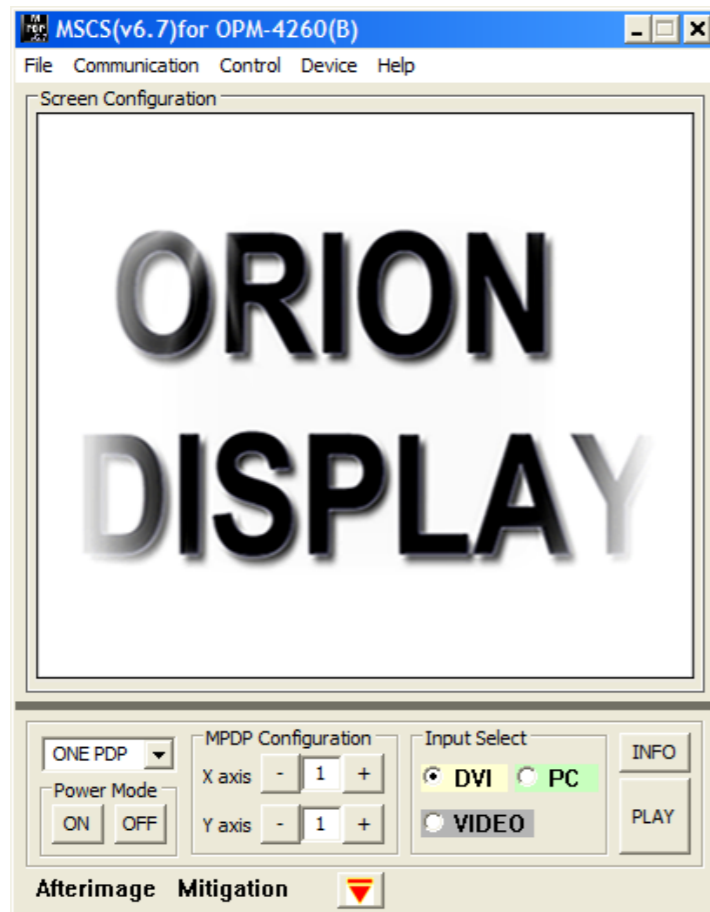 MSCS(v6.7)for OPM-4260(B)
File Communication Control Device Help
Screen Configuration
ORION
DISPLAY
ONE PDP
Power Mode
ON OFF
MPDP Configuration
X axis - 1 +
Y axis - 1 +
Input Select
DVI PC
VIDEO
INFO
PLAY
Afterimage Mitigation